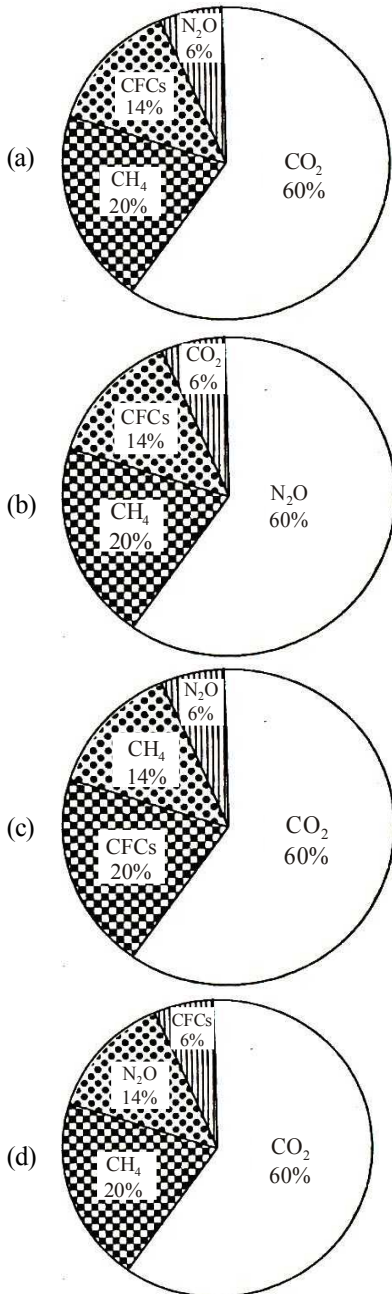 (a)
N₂O
6%
CFCs
14%
CH₄
20%
CO₂
60%
(b)
CO₂
6%
CFCs
14%
CH₄
20%
N₂O
60%
(c)
N₂O
6%
CH₄
14%
CFCs
20%
CO₂
60%
(d)
CFCs
6%
N₂O
14%
CH₄
20%
CO₂
60%